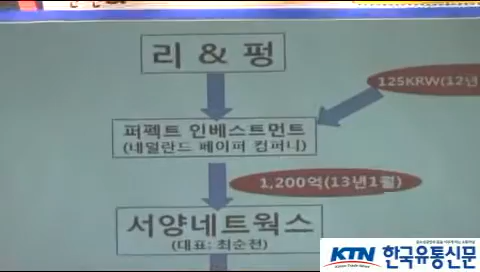 리 & 펑
125KRW(12년
퍼펙트 인베스트먼트
(네덜란드 페이퍼 컴퍼니)
1,200억(13년1월)
서양네트웍스
(대표: 최순천)
KTN 한국유통신문